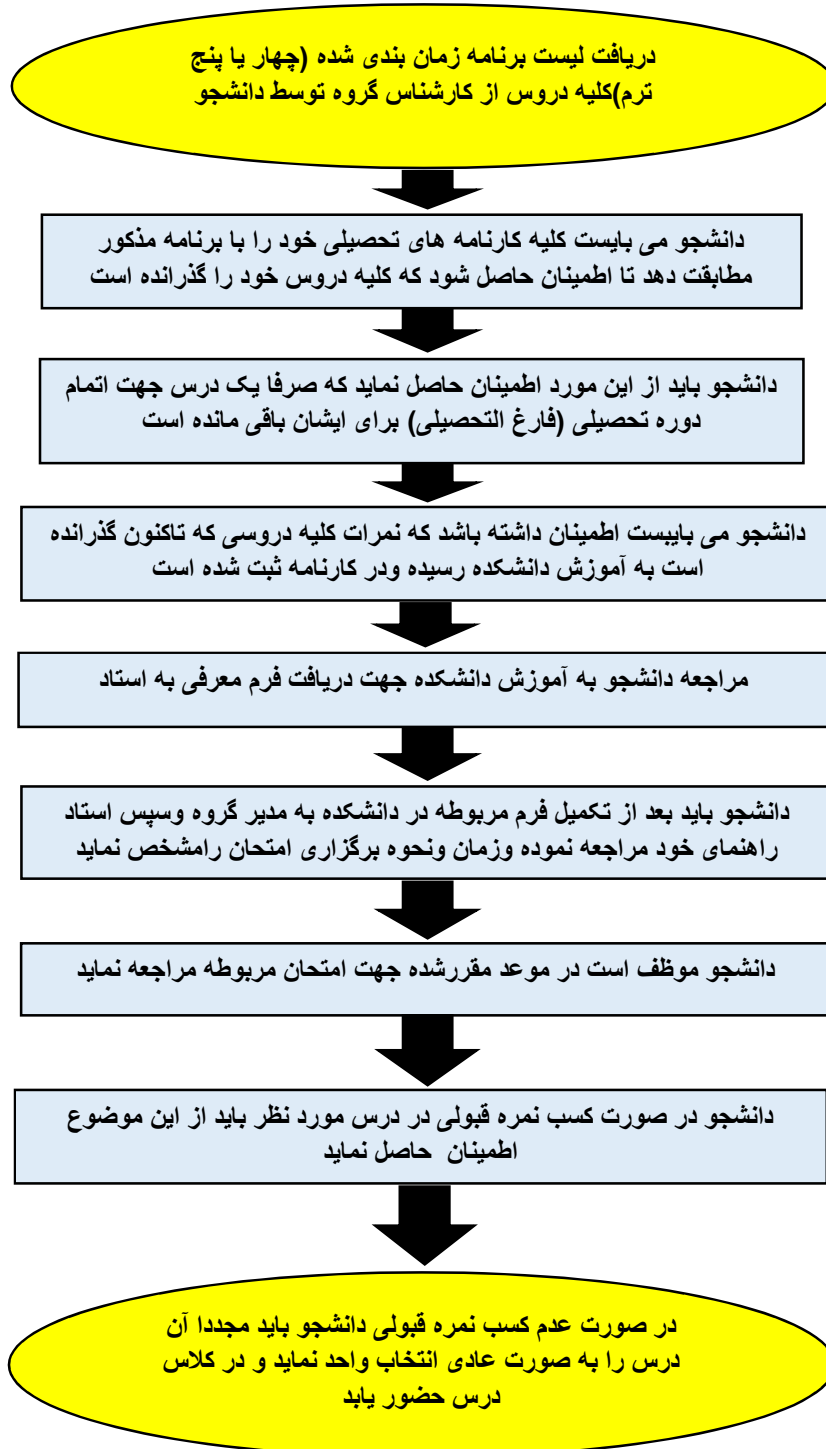 دریافت لیست برنامه زمان بندی شده (چهار یا پنج
ترم)کلیه دروس از کارشناس گروه توسط دانشجو
دانشجو می بایست کلیه کارنامه های تحصیلی خود را با برنامه مذکور
مطابقت دهد تا اطمینان حاصل شود که کلیه دروس خود را گذرانده است
دانشجو باید از این مورد اطمینان حاصل نماید که صرفا یک درس جهت اتمام
دوره تحصیلی (فارغ التحصیلی) برای ایشان باقی مانده است
دانشجو می باییست اطمینان داشته باشد که نمرات کلیه دروسی که تاکنون گذرانده
است به آموزش دانشکده رسیده ودر کارنامه ثبت شده است
مراجعه دانشجو به آموزش دانشکده جهت دریافت فرم معرفی به استاد
دانشجو باید بعد از تکمیل فرم مربوطه در دانشکده به مدیر گروه وسپس استاد
راهنمای خود مراجعه نموده وزمان ونحوه برگزاری امتحان رامشخص نماید
دانشجو موظف است در موعد مقررشده جهت امتحان مربوطه مراجعه نماید
دانشجو در صورت کسب نمره قبولی در درس مورد نظر باید از این موضوع
اطمینان حاصل نماید
در صورت عدم کسب نمره قبولی دانشجو باید مجددا آن
درس را به صورت عادی انتخاب واحد نماید و در کلاس
درس حضور یابد